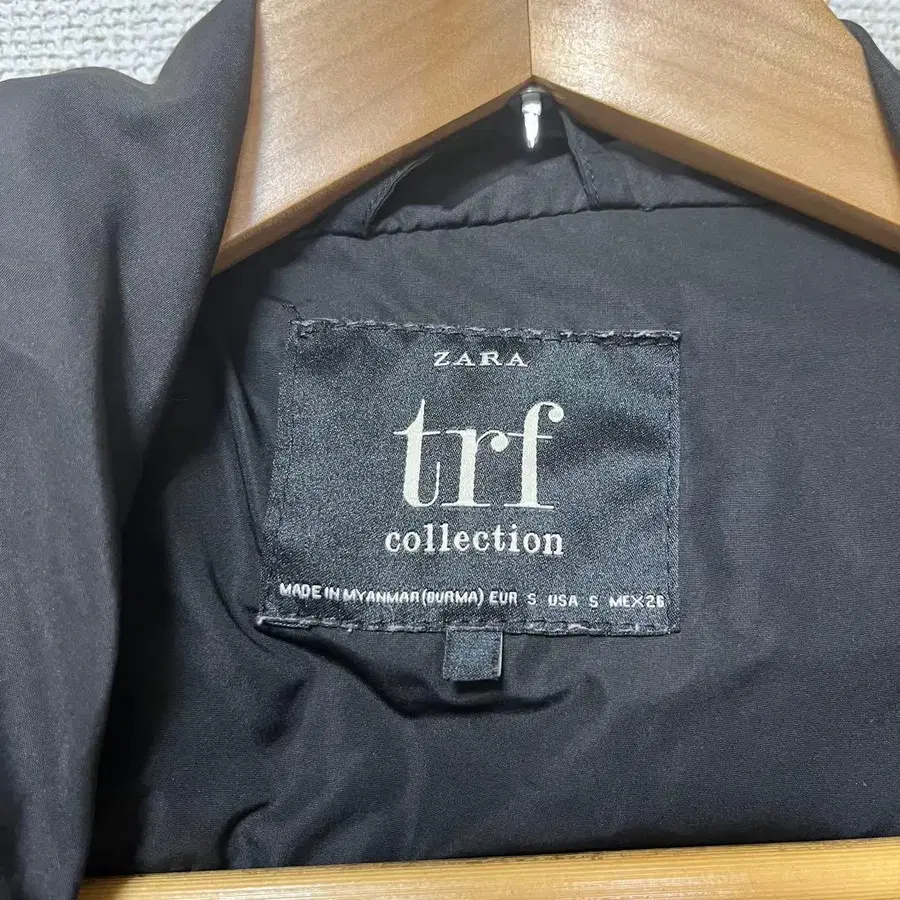 ZARA
trf
collection
MADE IN MYANMAR (BURMA) EUR S USA S MEX 26